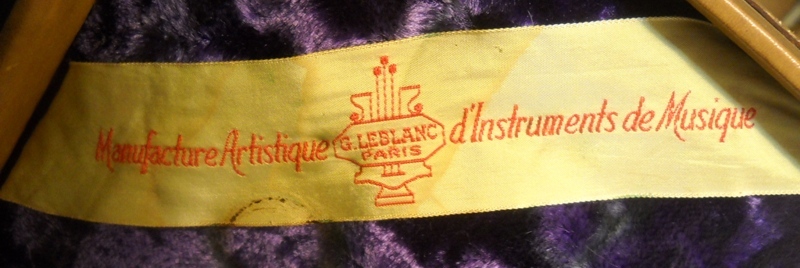 Manufacture Artistique G. LEBLANC d'Instruments de Musique
PARIS